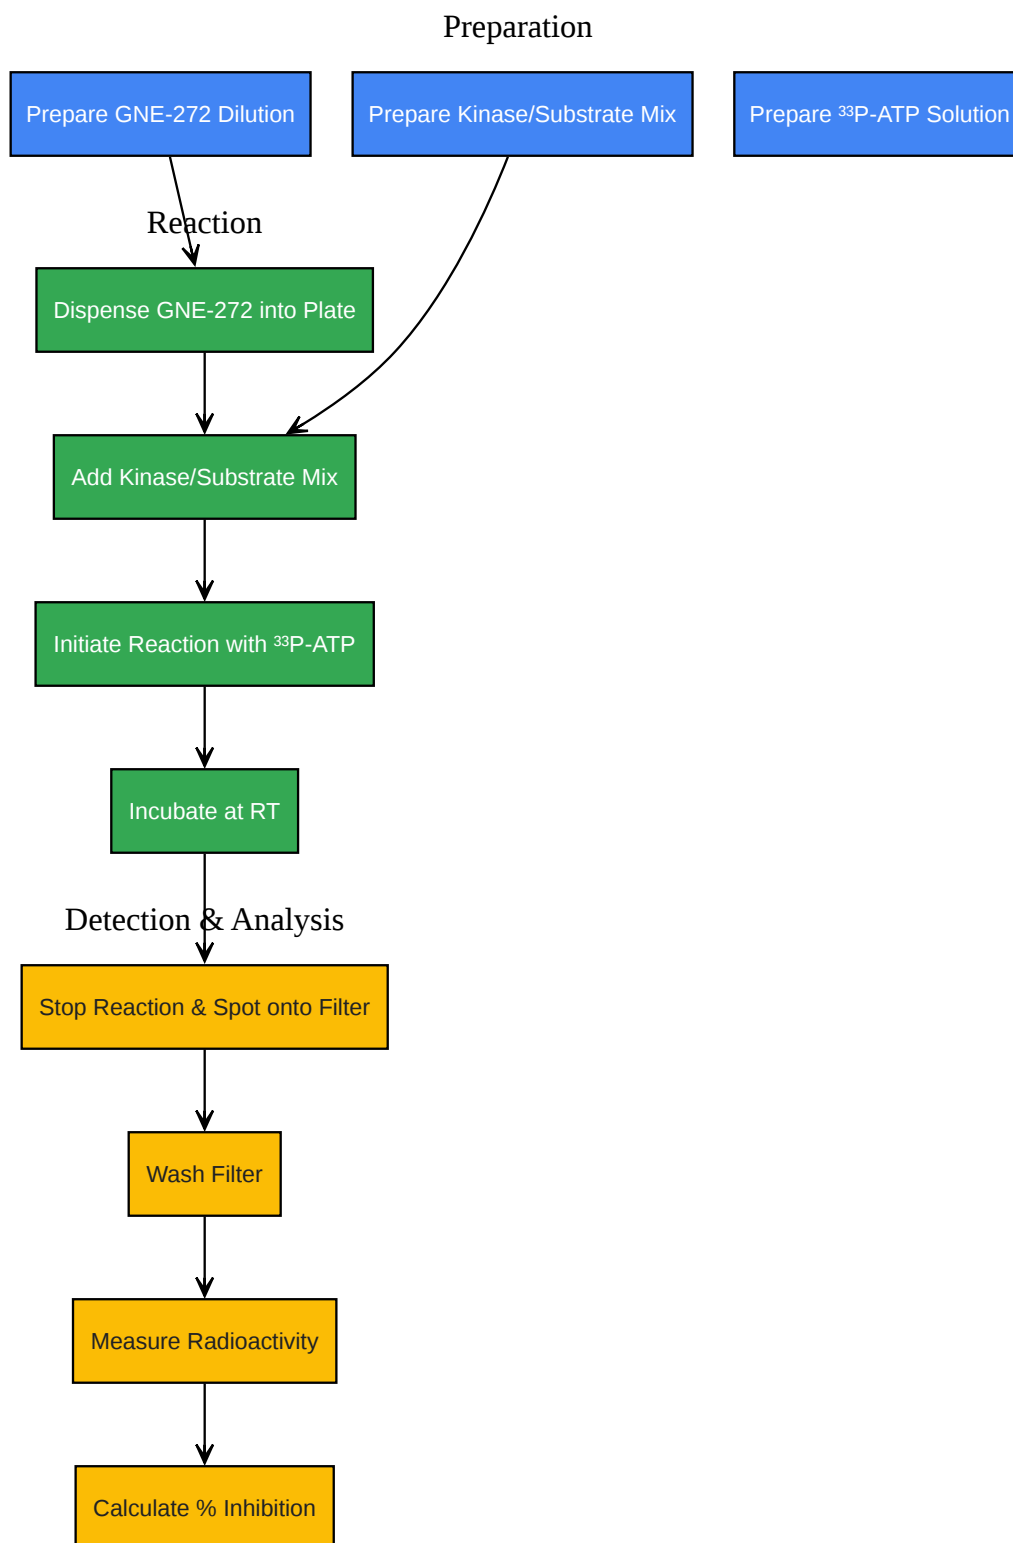 Preparation
Prepare GNE-272 Dilution
Prepare Kinase/Substrate Mix
Prepare ³³P-ATP Solution
Reaction
Dispense GNE-272 into Plate
Add Kinase/Substrate Mix
Initiate Reaction with ³³P-ATP
Incubate at RT
Detection & Analysis
Stop Reaction & Spot onto Filter
Wash Filter
Measure Radioactivity
Calculate % Inhibition